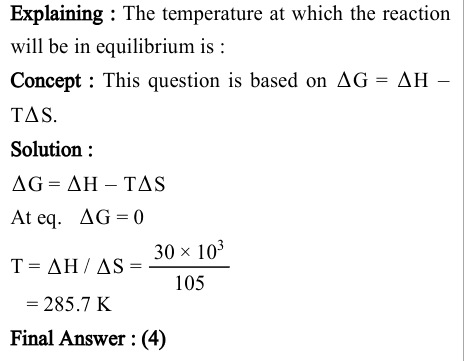 Explaining : The temperature at which the reaction
will be in equilibrium is :
Concept : This question is based on ΔG = ΔH –
TΔS.
Solution :
ΔG = ΔH – TΔS
At eq. ΔG = 0
T = ΔH / ΔS = 30 × 10³ / 105
= 285.7 K
Final Answer : (4)